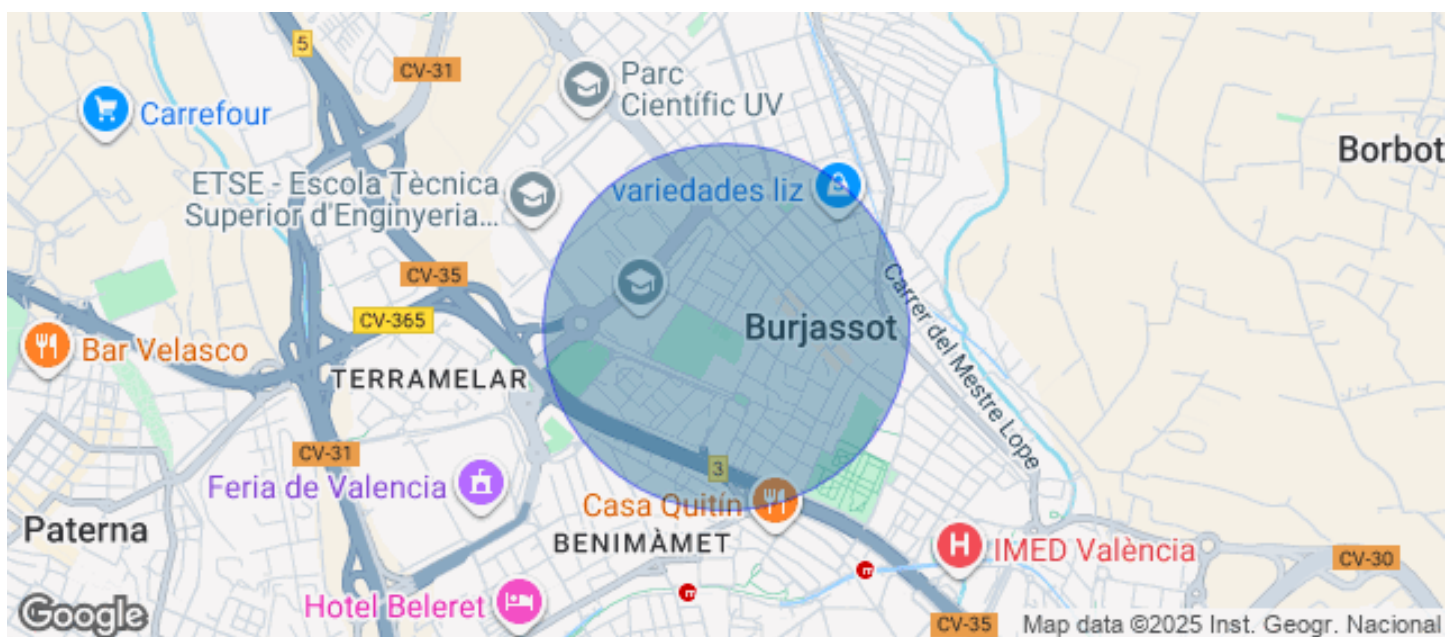 5
CV-31
Parc
Científic UV
Carrefour
Borbot
ETSE - Escola Tècnica
Superior d'Enginyeria...
variedades liz
CV-35
CV-365
Burjassot
Carrer del Mestre Lope
Bar Velasco
TERRAMELAR
CV-31
3
Feria de Valencia
Casa Quitín
Paterna
BENIMÀMET
H
IMED València
CV-30
m
m
Hotel Beleret
Google
CV-35
Map data ©2025 Inst. Geogr. Nacional